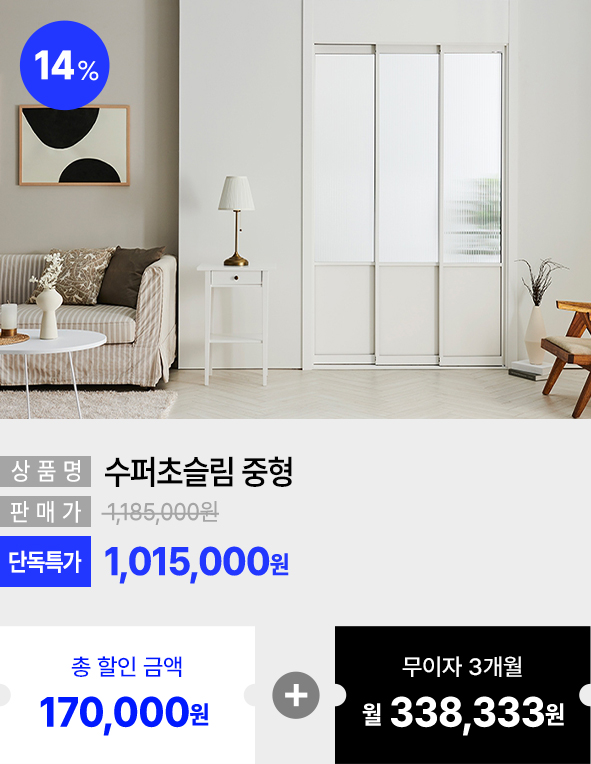 14%
상품명 수퍼초슬림 중형
판매가 1,185,000원
단독특가 1,015,000원
총 할인 금액
170,000원
+
무이자 3개월
월 338,333원